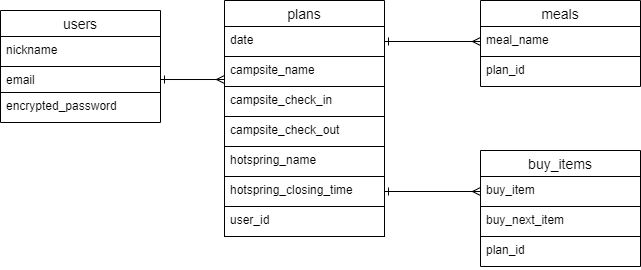 users
nickname
email
encrypted_password
plans
date
campsite_name
campsite_check_in
campsite_check_out
hotspring_name
hotspring_closing_time
user_id
meals
meal_name
plan_id
buy_items
buy_item
buy_next_item
plan_id